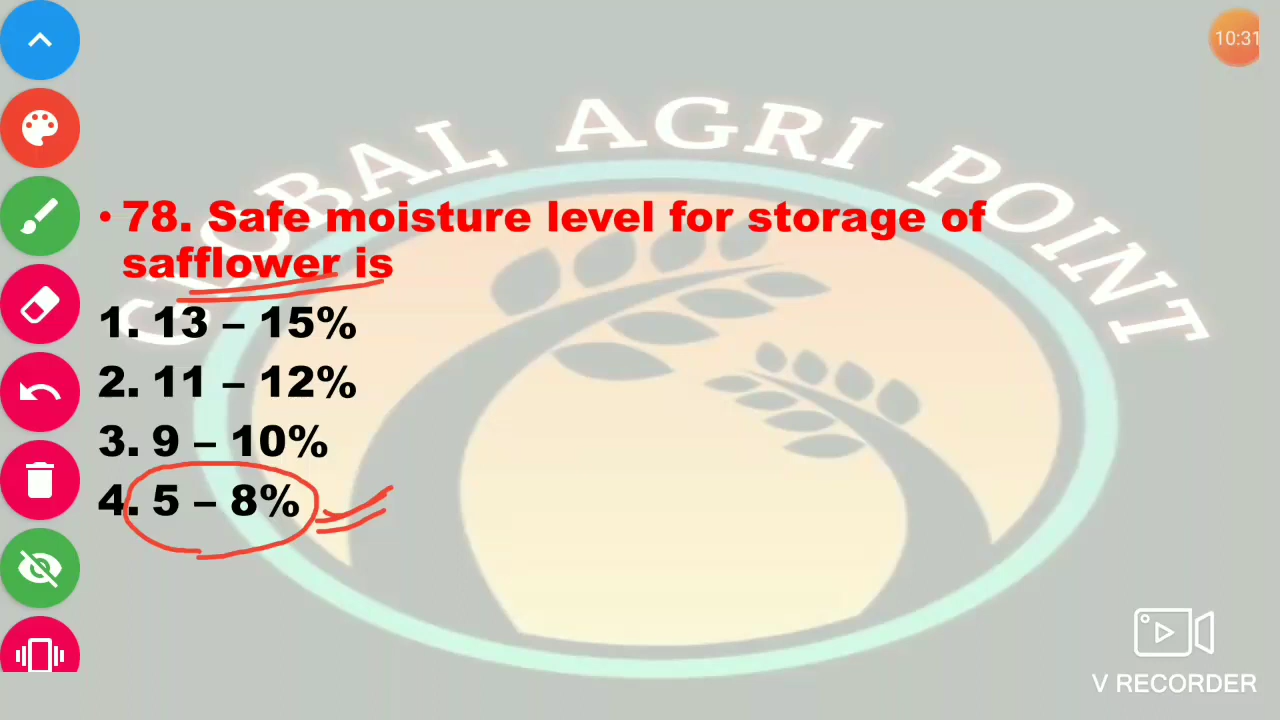 10:31
GLOBAL AGRI POINT
• 78. Safe moisture level for storage of
safflower is
1. 13 – 15%
2. 11 – 12%
3. 9 – 10%
4. 5 – 8%
V RECORDER